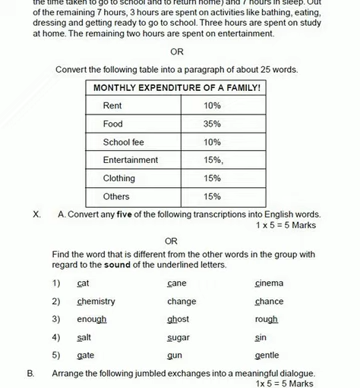 the time taken to go to school and to return home) and 7 hours in sleep. Out
of the remaining 7 hours, 3 hours are spent on activities like bathing, eating,
dressing and getting ready to go to school. Three hours are spent on study
at home. The remaining two hours are spent on entertainment.
OR
Convert the following table into a paragraph of about 25 words.
MONTHLY EXPENDITURE OF A FAMILY!
Rent 10%
Food 35%
School fee 10%
Entertainment 15%,
Clothing 15%
Others 15%
X. A. Convert any five of the following transcriptions into English words.
1 x 5 = 5 Marks
OR
Find the word that is different from the other words in the group with
regard to the sound of the underlined letters.
1) cat cane cinema
2) chemistry change chance
3) enough ghost rough
4) salt sugar sin
5) gate gun gentle
B. Arrange the following jumbled exchanges into a meaningful dialogue.
1x 5 = 5 Marks